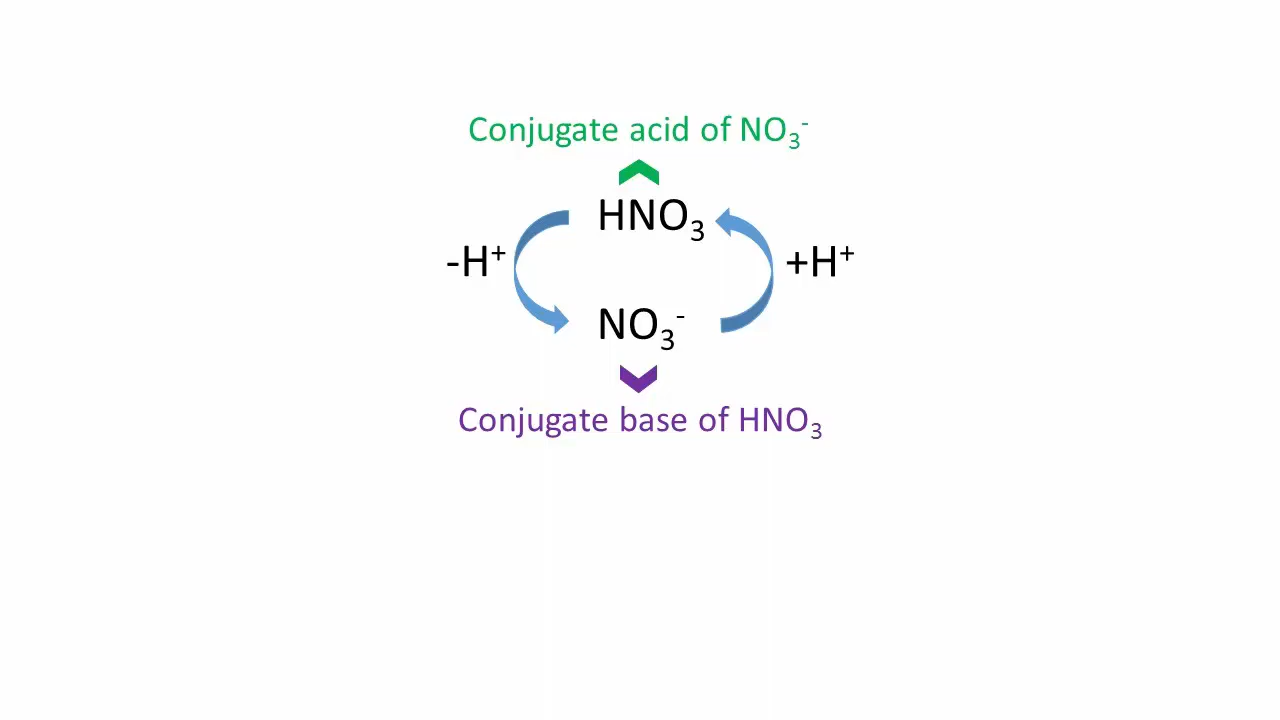 Conjugate acid of NO₃⁻
HNO₃
-H⁺
+H⁺
NO₃⁻
Conjugate base of HNO₃